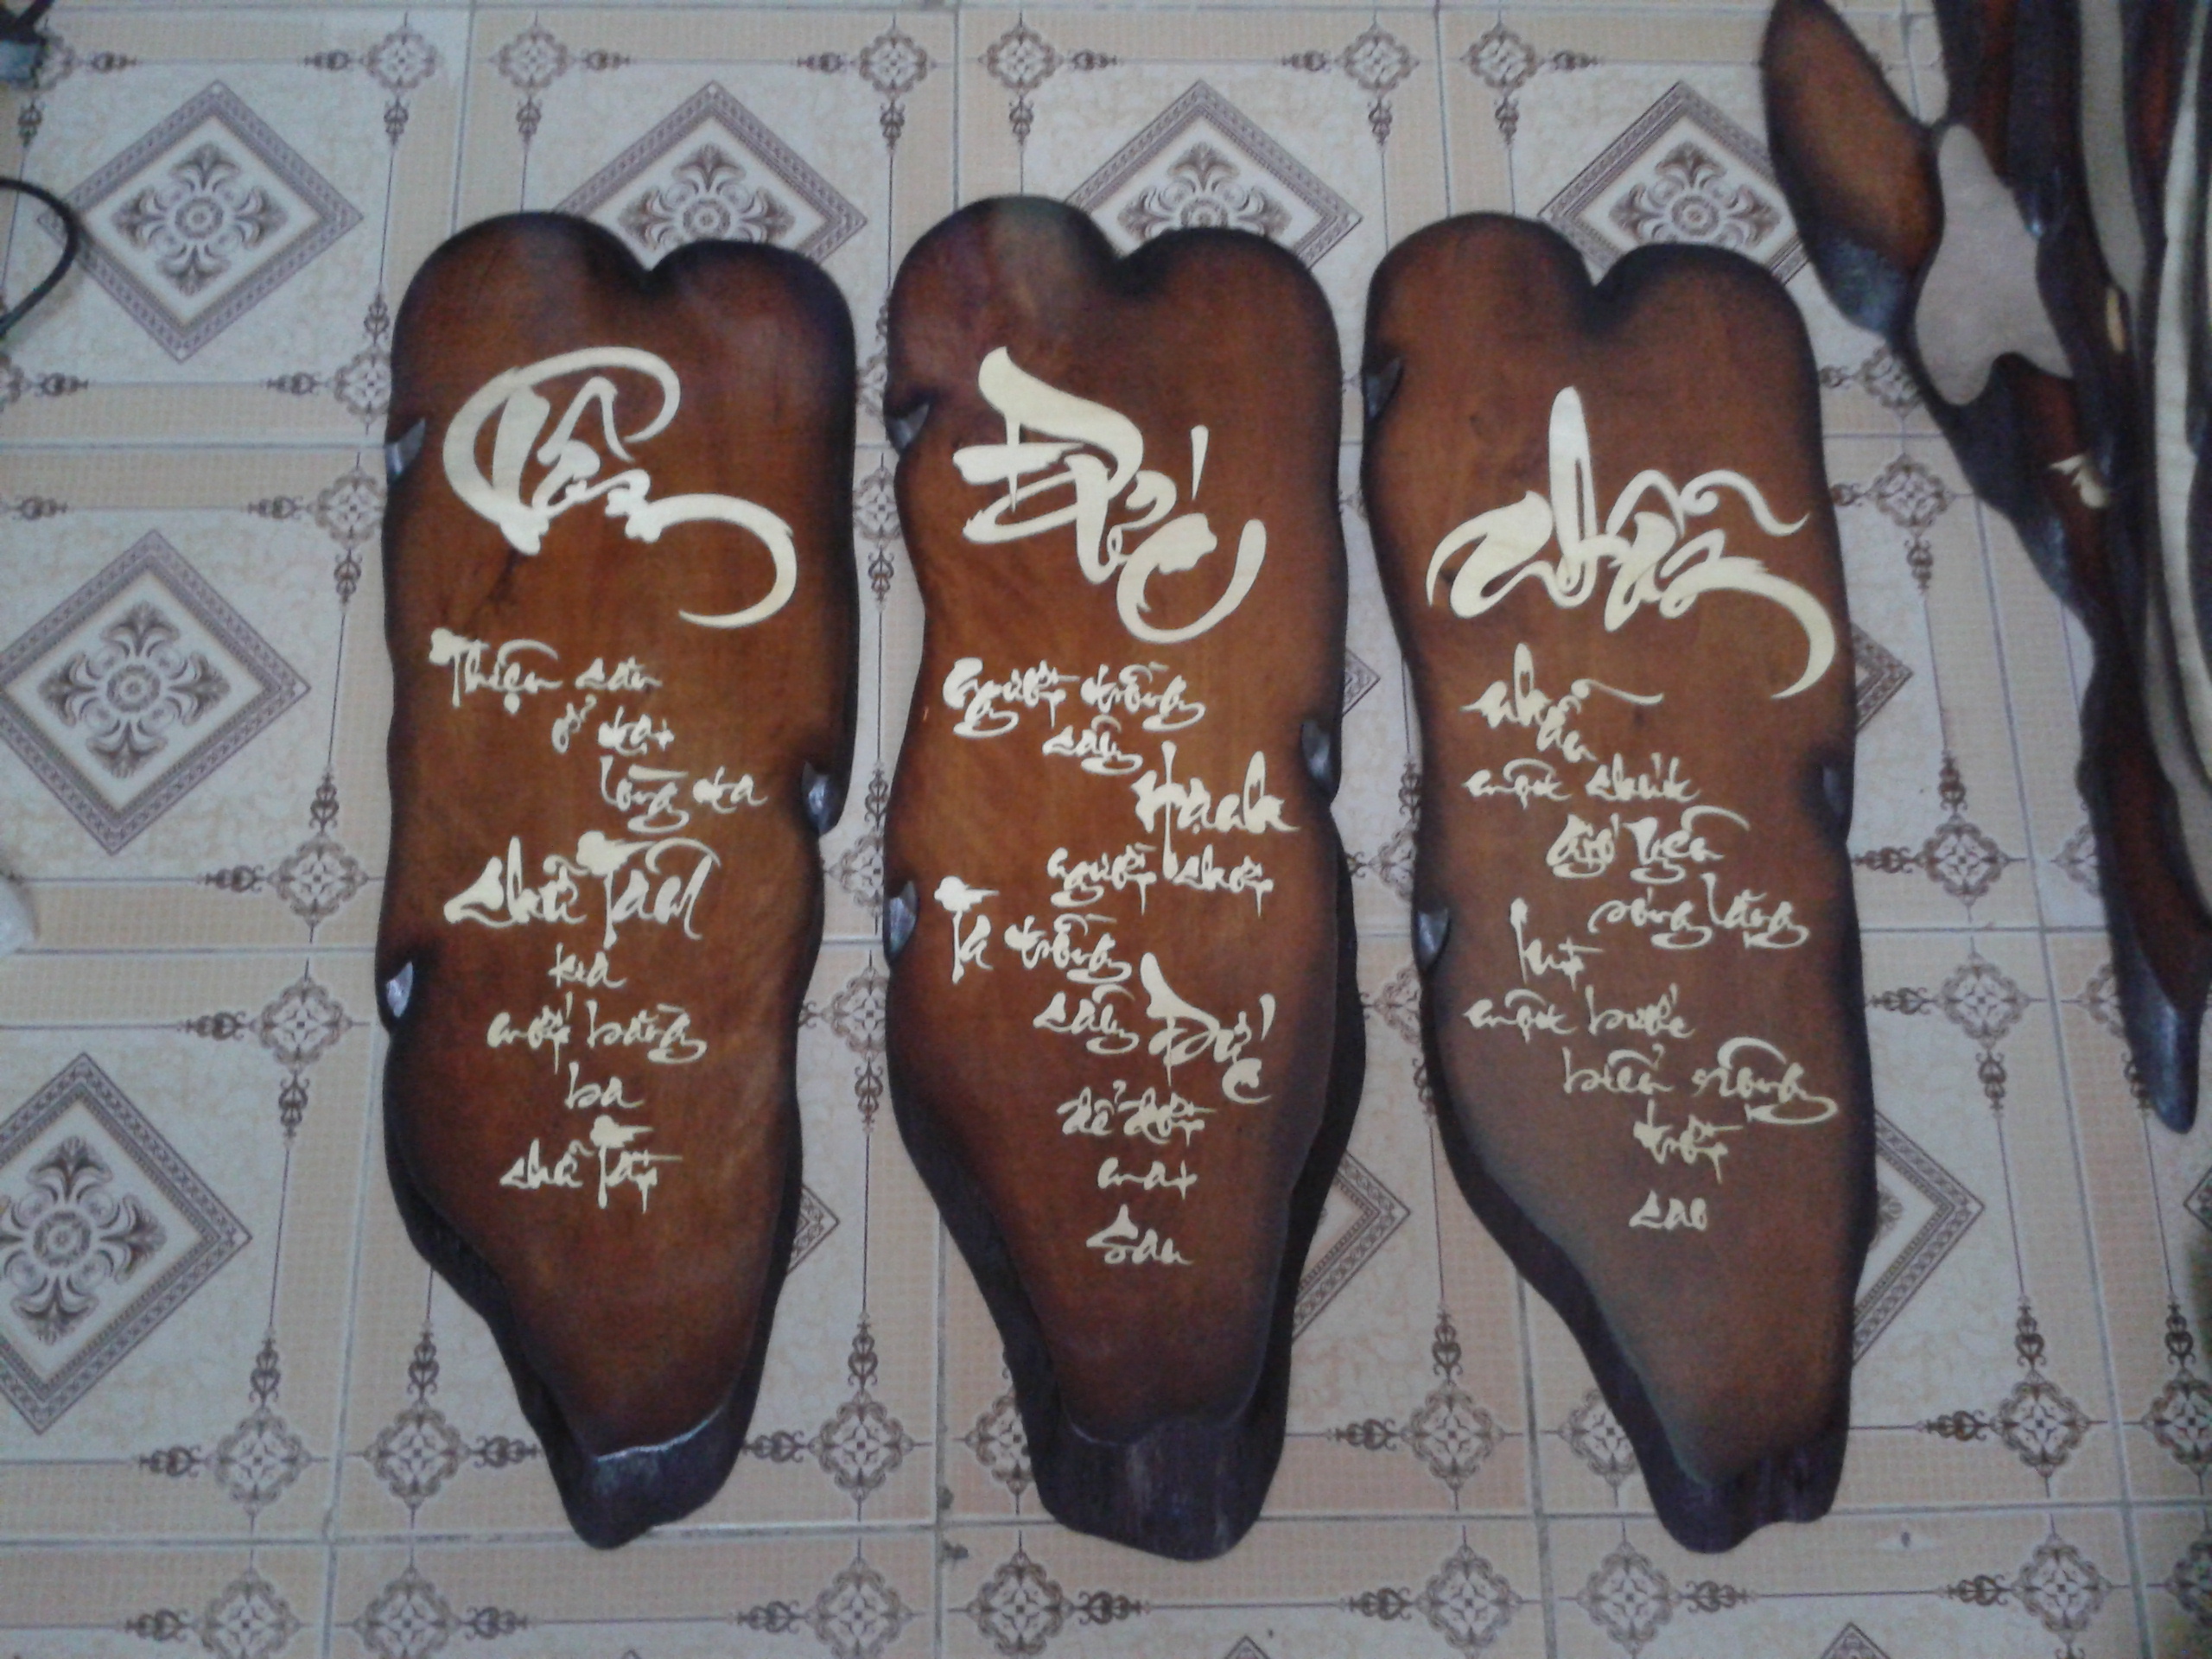 Tâm
Thiện căn
ở tại
lòng ta
Chữ Tâm
kia
mới bằng
ba
chữ Tài
Đức
Người trồng
cây
Hạnh
người chơi
Ta trồng
cây Đức
để đời
mai
Sau
Nhẫn
Nhẫn
một chút
gió yên
sóng lặng
lùi
một bước
biển rộng
trời
cao